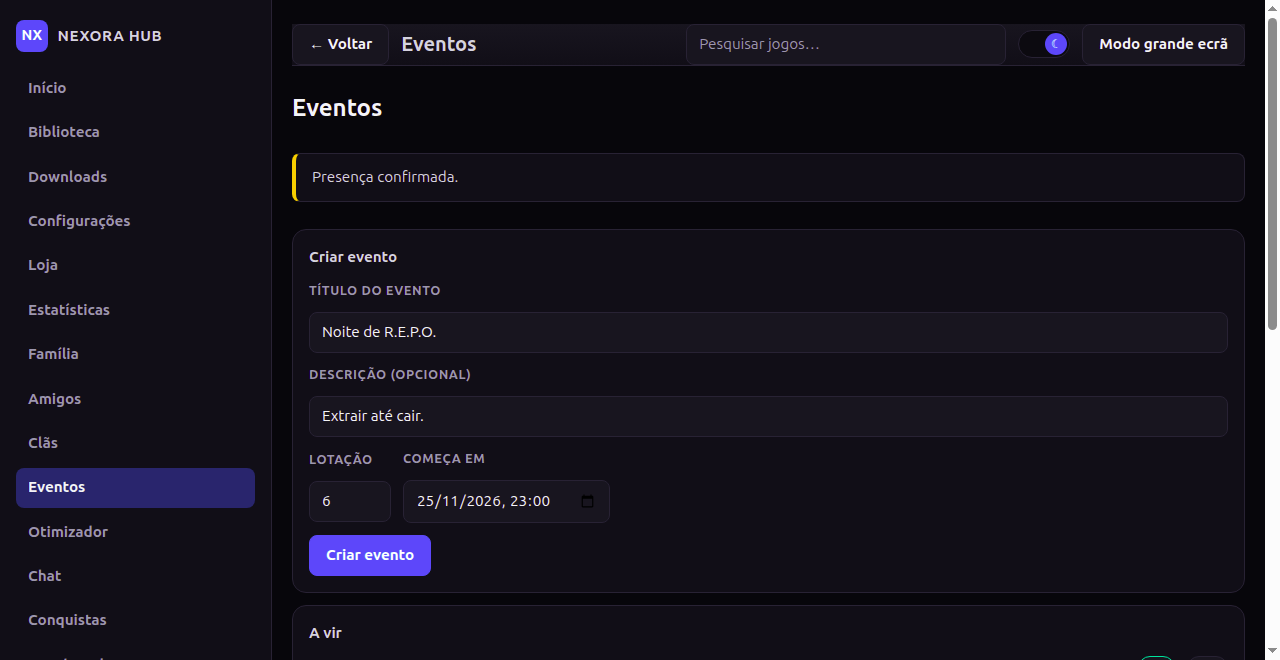 NX NEXORA HUB
Início
Biblioteca
Downloads
Configurações
Loja
Estatísticas
Família
Amigos
Clãs
Eventos
Otimizador
Chat
Conquistas
← Voltar
Eventos
Pesquisar jogos…
Modo grande ecrã
Eventos
Presença confirmada.
Criar evento
TÍTULO DO EVENTO
Noite de R.E.P.O.
DESCRIÇÃO (OPCIONAL)
Extrair até cair.
LOTAÇÃO
COMEÇA EM
6
25/11/2026, 23:00
Criar evento
A vir